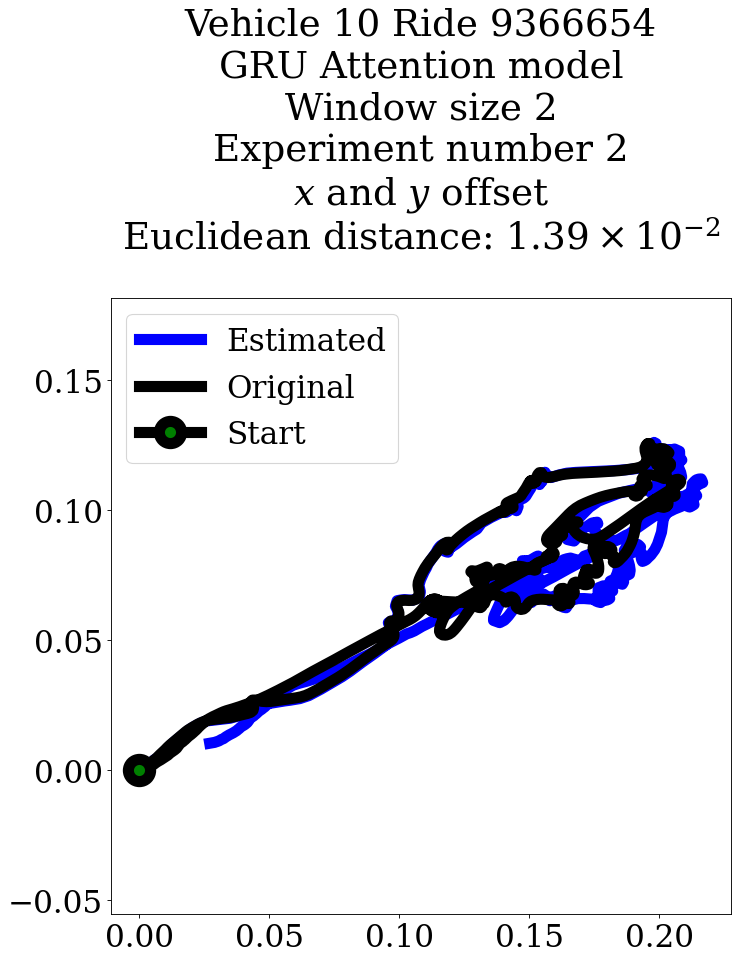 Vehicle 10 Ride 9366654
GRU Attention model
Window size 2
Experiment number 2
x and y offset
Euclidean distance: 1.39 × 10⁻²
Estimated
Original
Start
0.15
0.10
0.05
0.00
−0.05
0.00 0.05 0.10 0.15 0.20